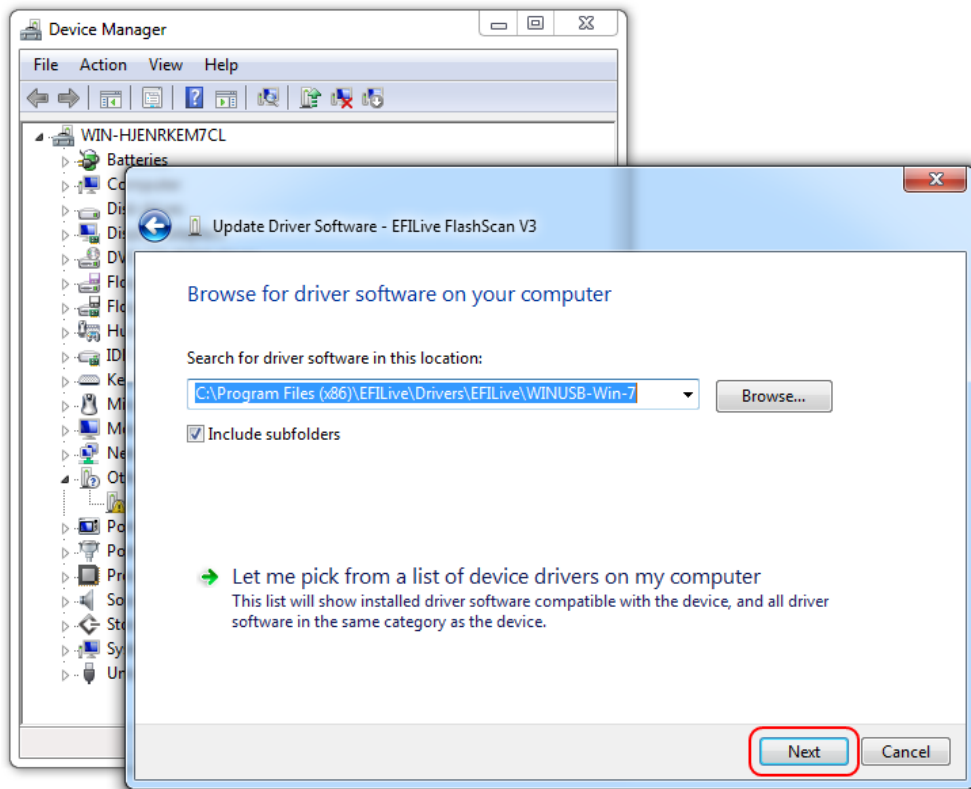 Device Manager
File Action View Help
WIN-HJENRKEM7CL
Batteries
Update Driver Software - EFILive FlashScan V3
Browse for driver software on your computer
Search for driver software in this location:
C:\Program Files (x86)\EFILive\Drivers\EFILive\WINUSB-Win-7
Browse...
Include subfolders
Let me pick from a list of device drivers on my computer
This list will show installed driver software compatible with the device, and all driver
software in the same category as the device.
Next Cancel